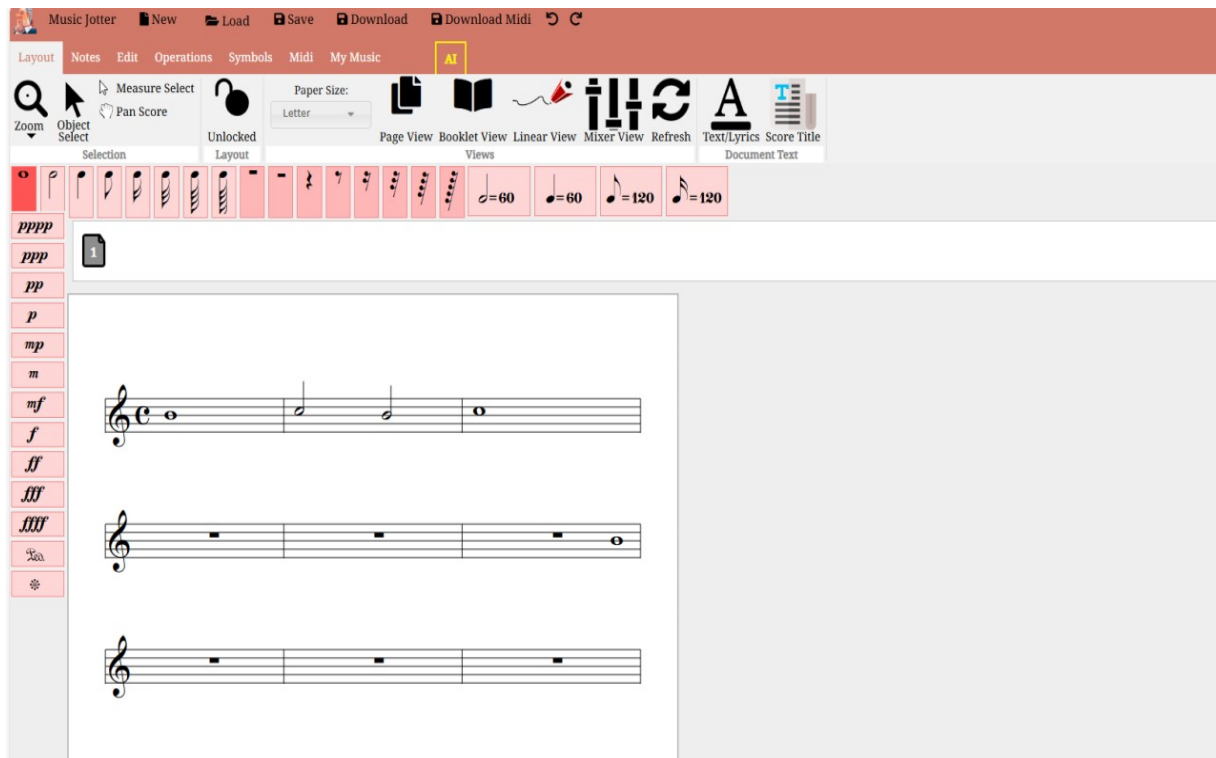 Music Jotter New Load Save Download Download Midi
Layout Notes Edit Operations Symbols Midi My Music AI
Measure Select
Pan Score
Zoom
Object
Select
Selection
Unlocked
Layout
Paper Size:
Letter
Page View Booklet View Linear View Mixer View Refresh
Views
Text/Lyrics Score Title
Document Text
=60 =60 =120 =120
pppp
1
ppp
pp
p
mp
m
mf
f
ff
fff
ffff